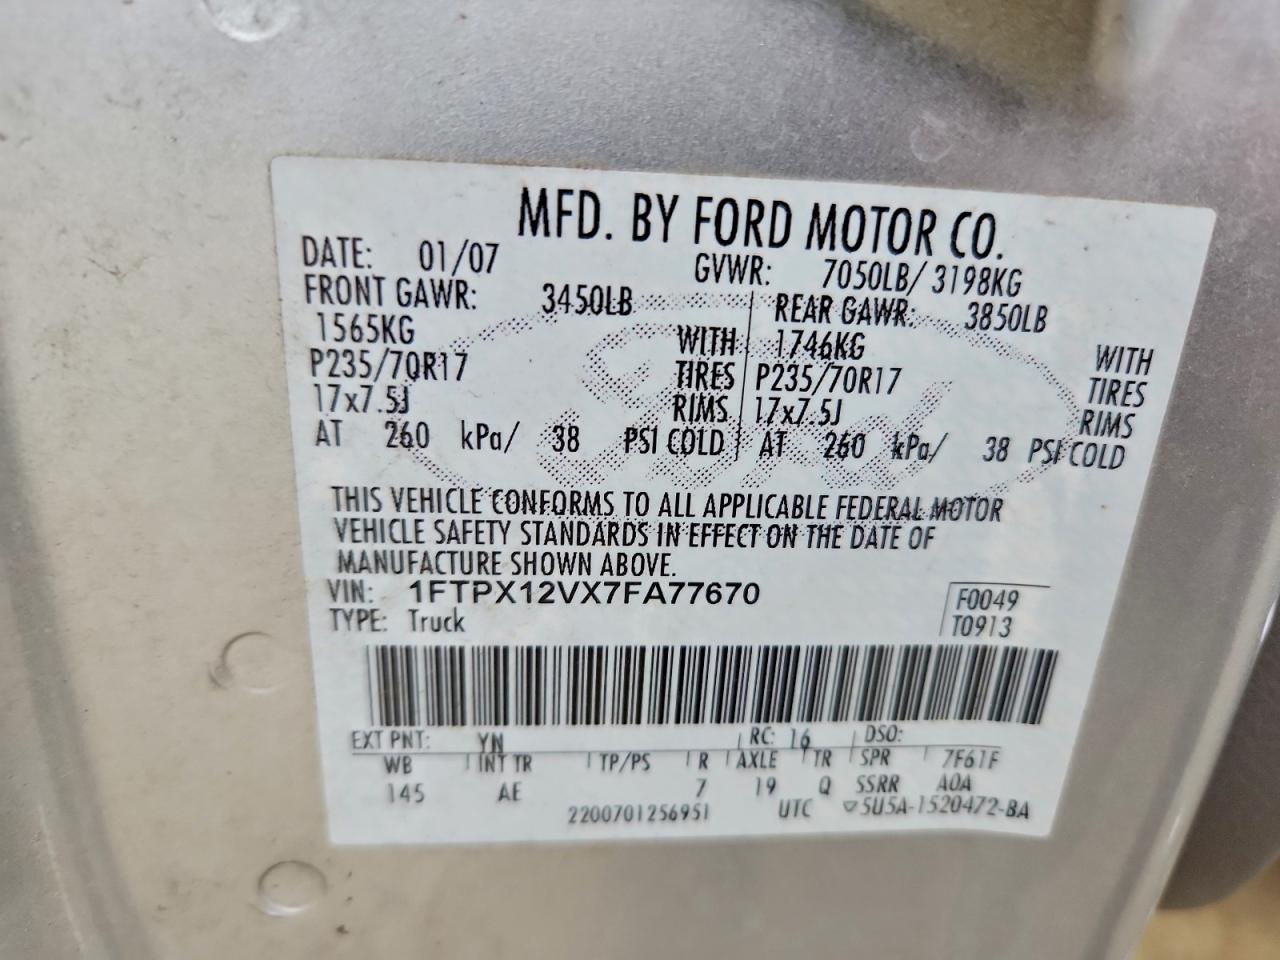 MFD. BY FORD MOTOR CO.
DATE: 01/07 GVWR: 7050LB/ 3198KG
FRONT GAWR: 3450LB REAR GAWR: 3850LB
1565KG WITH 1746KG WITH
P235/70R17 TIRES P235/70R17 TIRES
17x7.5J RIMS 17x7.5J RIMS
AT 260 kPa/ 38 PSI COLD AT 260 kPa/ 38 PSI COLD
THIS VEHICLE CONFORMS TO ALL APPLICABLE FEDERAL MOTOR
VEHICLE SAFETY STANDARDS IN EFFECT ON THE DATE OF
MANUFACTURE SHOWN ABOVE.
VIN: 1FTPX12VX7FA77670 F0049
TYPE: Truck T0913
EXT PNT: YN RC: 16 DSO:
WB INT TR TP/PS R AXLE TR SPR 7F61F
145 AE 7 19 Q SSRR A0A
2200701256951 UTC ▽5U5A-1520472-BA